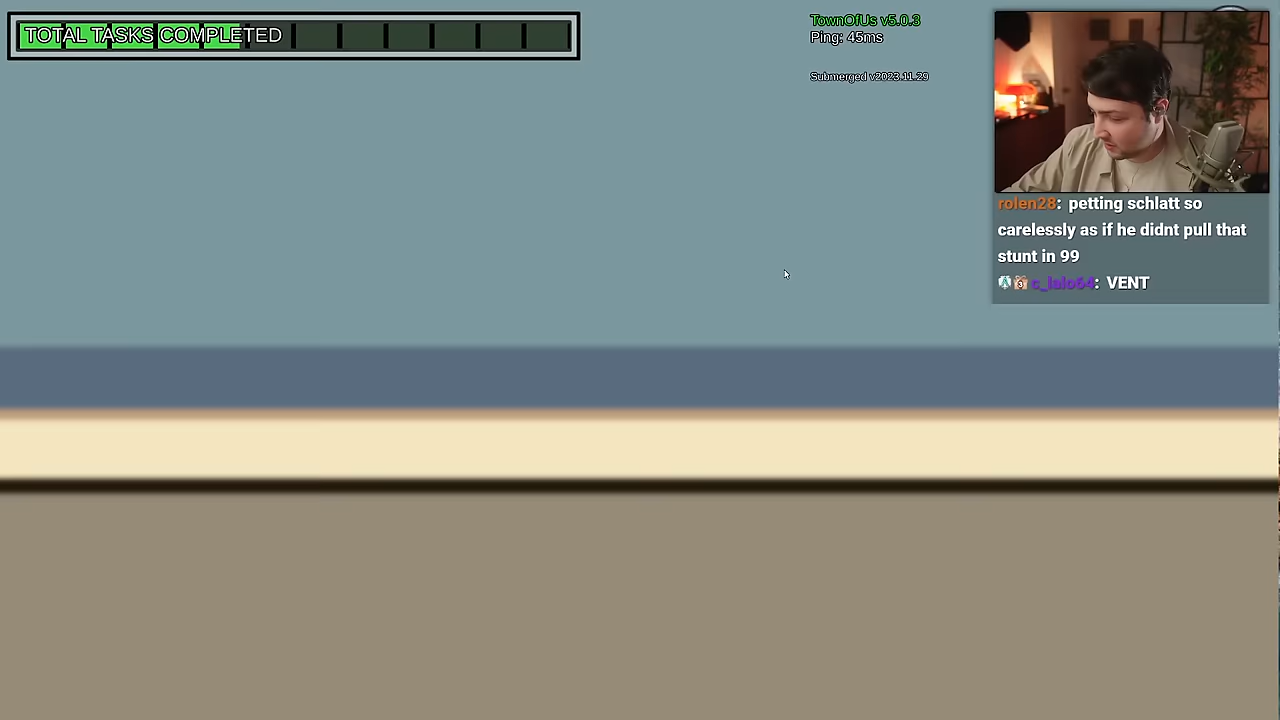 TOTAL TASKS COMPLETED
TownOfUs v5.0.3
Ping: 45ms
Submerged v2023.11.29
rolen28: petting schlatt so
carelessly as if he didnt pull that
stunt in 99
c_lalo64: VENT